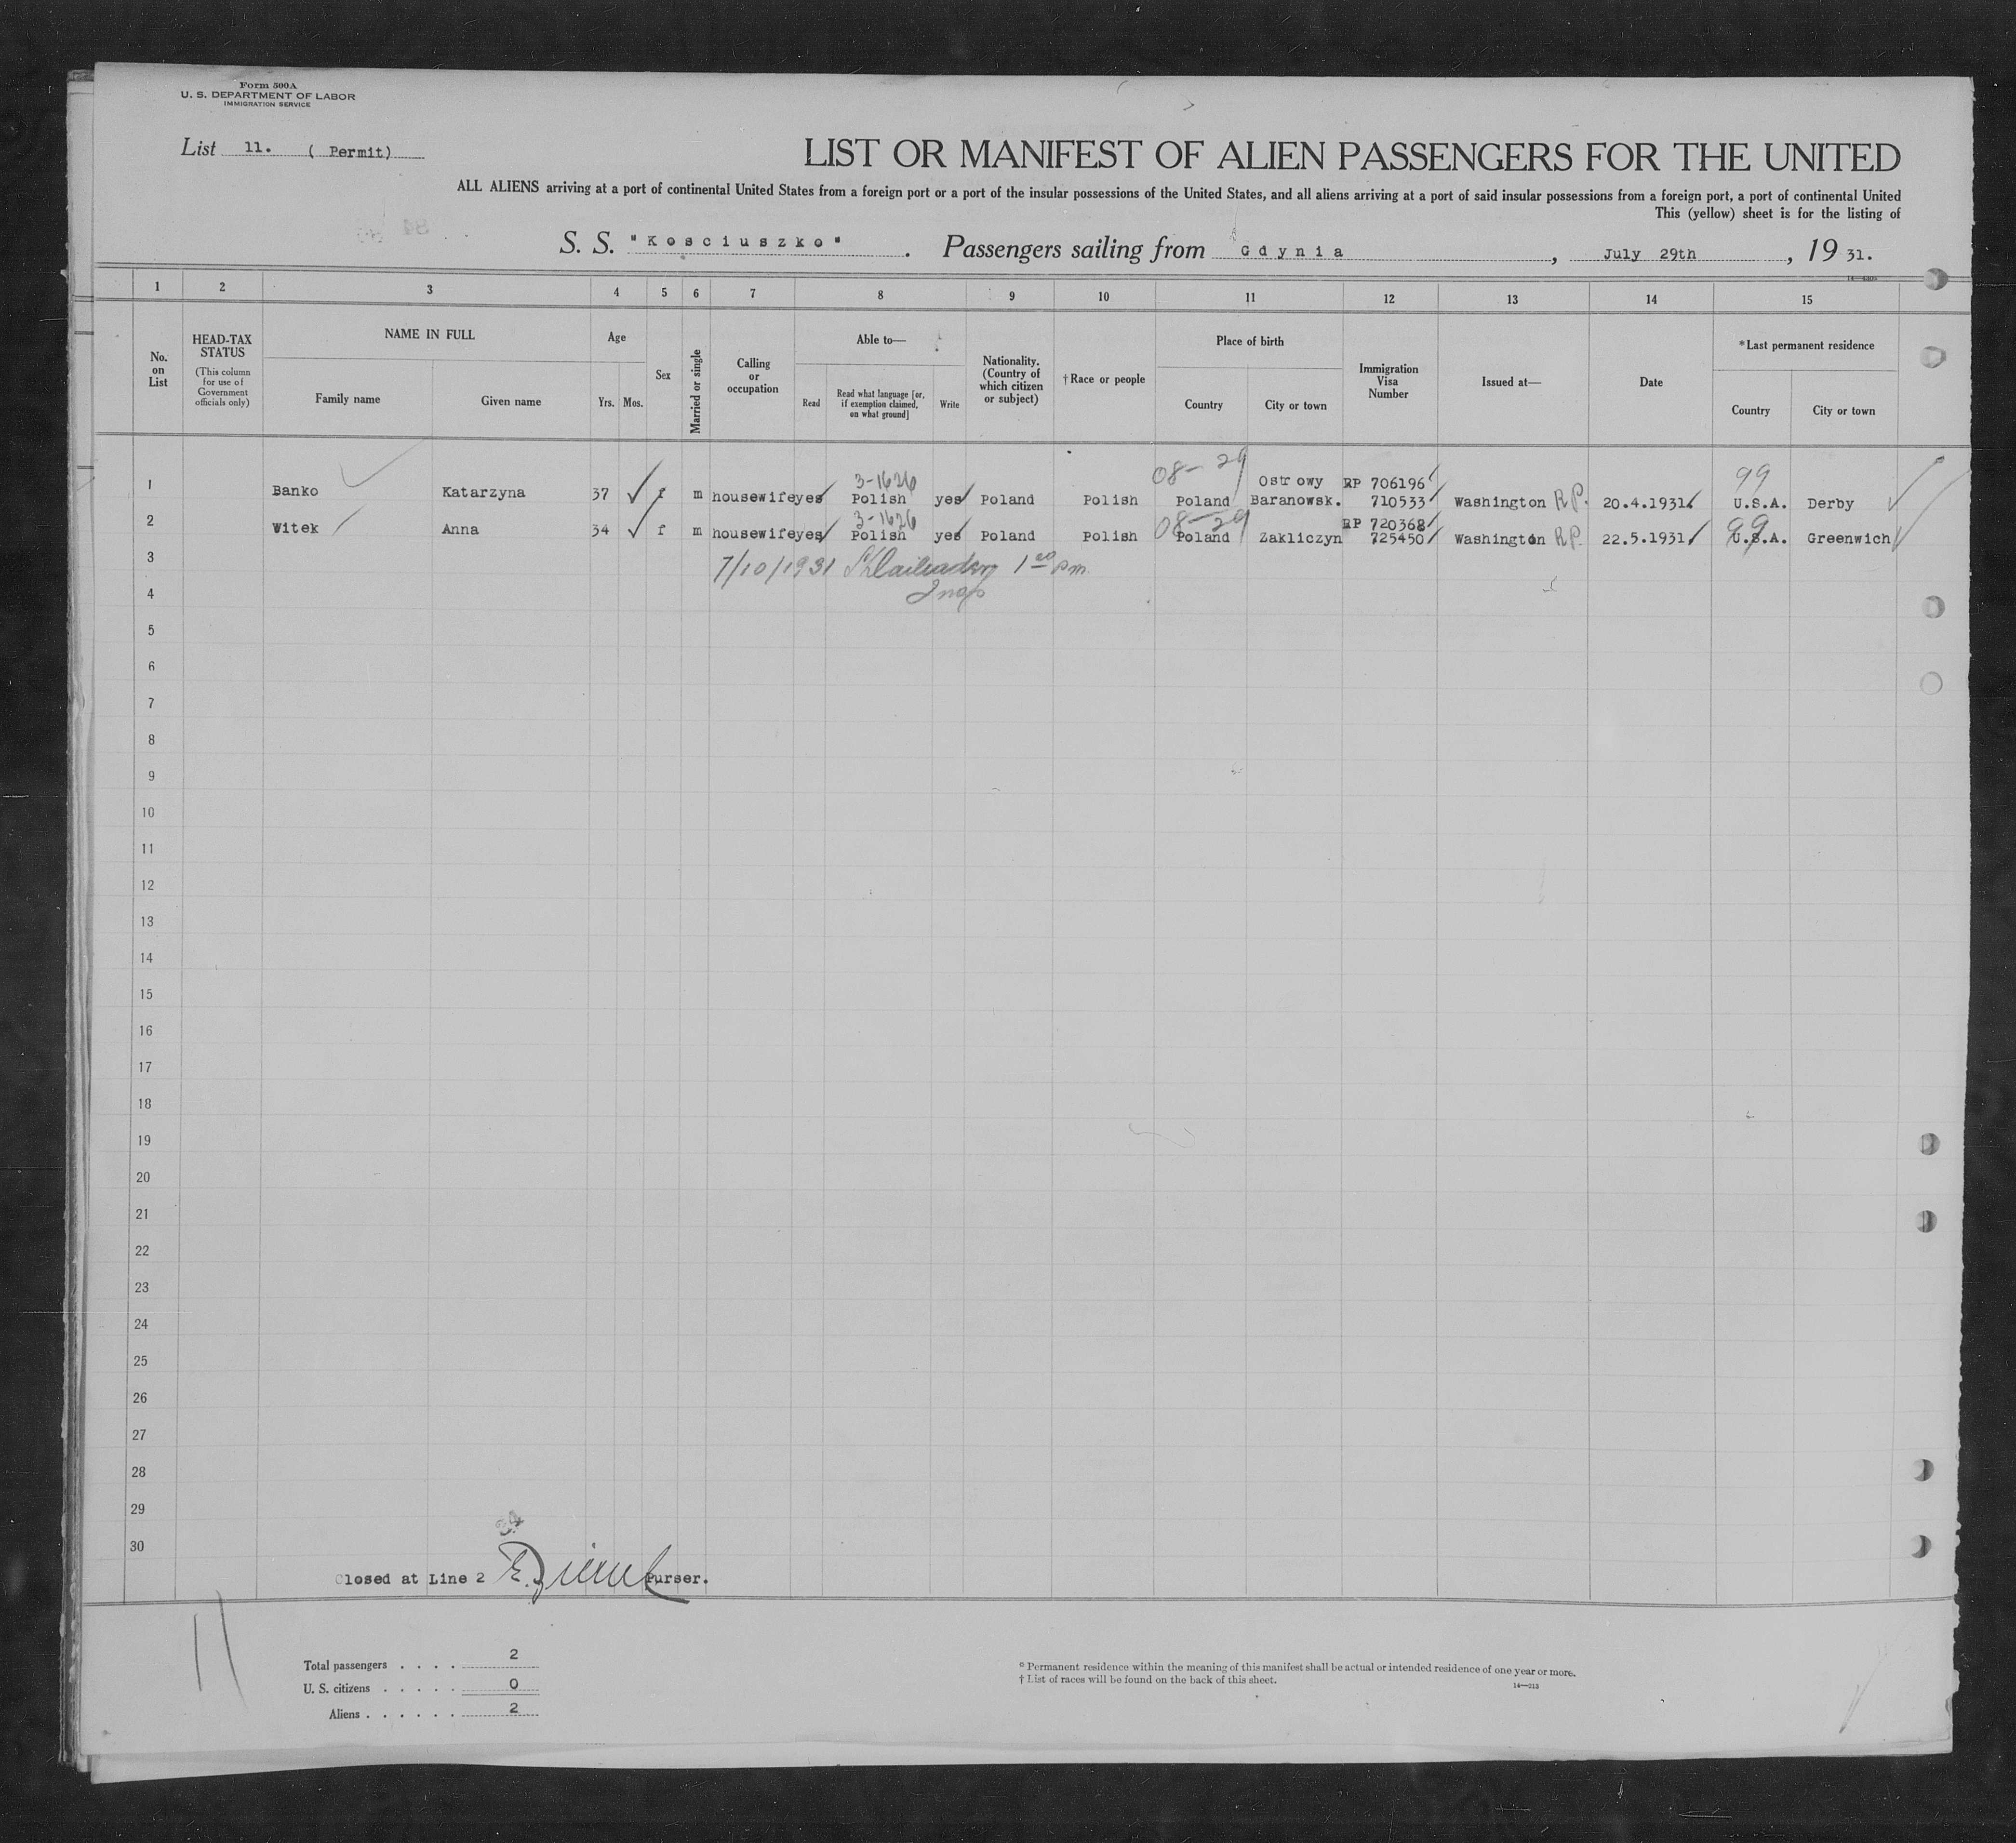 Form 500A
U. S. DEPARTMENT OF LABOR
IMMIGRATION SERVICE
List 11. ( Permit)
LIST OR MANIFEST OF ALIEN PASSENGERS FOR THE UNITED
ALL ALIENS arriving at a port of continental United States from a foreign port or a port of the insular possessions of the United States, and all aliens arriving at a port of said insular possessions from a foreign port, a port of continental United
This (yellow) sheet is for the listing of
S. S. "Kosciuszko" . Passengers sailing from Gdynia , July 29th , 19 31.
1 2 3 4 5 6 7 8 9 10 11 12 13 14 15
No. on List
HEAD-TAX STATUS (This column for use of Government officials only)
NAME IN FULL
Family name
Given name
Age
Yrs. Mos.
Sex
Married or single
Calling or occupation
Able to—
Read
Read what language [or, if exemption claimed, on what ground]
Write
Nationality. (Country of which citizen or subject)
† Race or people
Place of birth
Country
City or town
Immigration Visa Number
Issued at—
Date
*Last permanent residence
Country
City or town
3-1626 08-29 Ostrowy RP 706196 99
1 Banko Katarzyna 37 f m housewife yes Polish yes Poland Polish Poland Baranowsk. 710533 Washington RP. 20.4.1931 U.S.A. Derby
3-1626 08-29 RP 720368 99
2 Witek Anna 34 f m housewife yes Polish yes Poland Polish Poland Zakliczyn 725450 Washington RP. 22.5.1931 U.S.A. Greenwich
3 7/10/1931 1 00 pm
4 Insp
5
6
7
8
9
10
11
12
13
14
15
16
17
18
19
20
21
22
23
24
25
26
27
28
29
30
Closed at Line 2 Purser.
11
Total passengers . . . . 2
U. S. citizens . . . . . 0
Aliens . . . . . . 2
* Permanent residence within the meaning of this manifest shall be actual or intended residence of one year or more.
† List of races will be found on the back of this sheet.
14—213